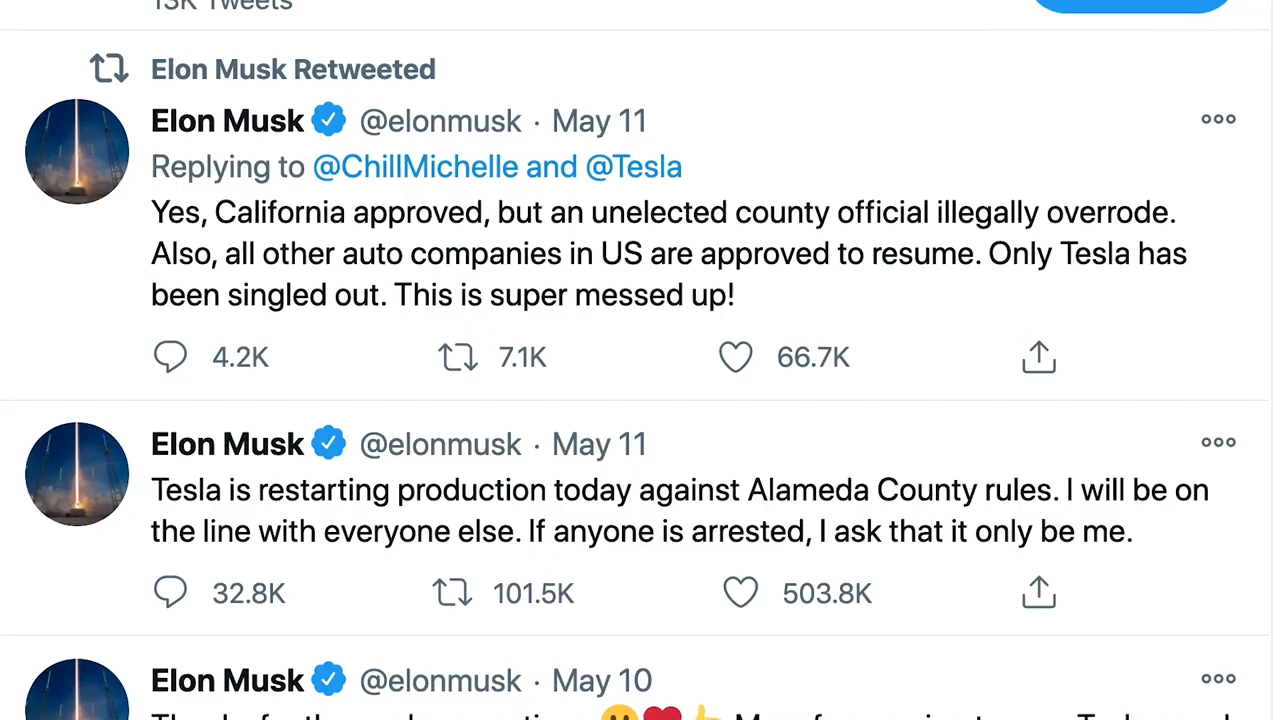 13K Tweets
Elon Musk Retweeted
Elon Musk @elonmusk · May 11
Replying to @ChillMichelle and @Tesla
Yes, California approved, but an unelected county official illegally overrode.
Also, all other auto companies in US are approved to resume. Only Tesla has
been singled out. This is super messed up!
4.2K 7.1K 66.7K
Elon Musk @elonmusk · May 11
Tesla is restarting production today against Alameda County rules. I will be on
the line with everyone else. If anyone is arrested, I ask that it only be me.
32.8K 101.5K 503.8K
Elon Musk @elonmusk · May 10